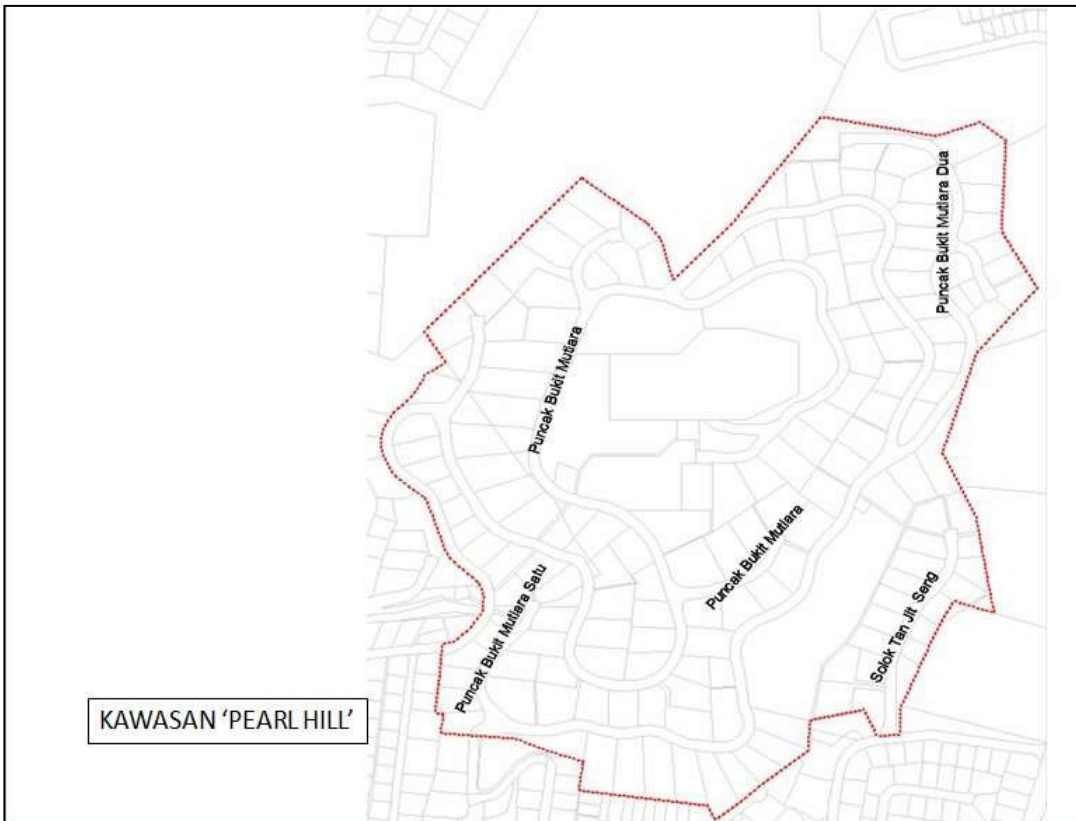 Puncak Bukit Mutiara Dua
Puncak Bukit Mutiara
Puncak Bukit Mutiara
Puncak Bukit Mutiara Satu
Solok Tan Jit Seng
KAWASAN ‘PEARL HILL’